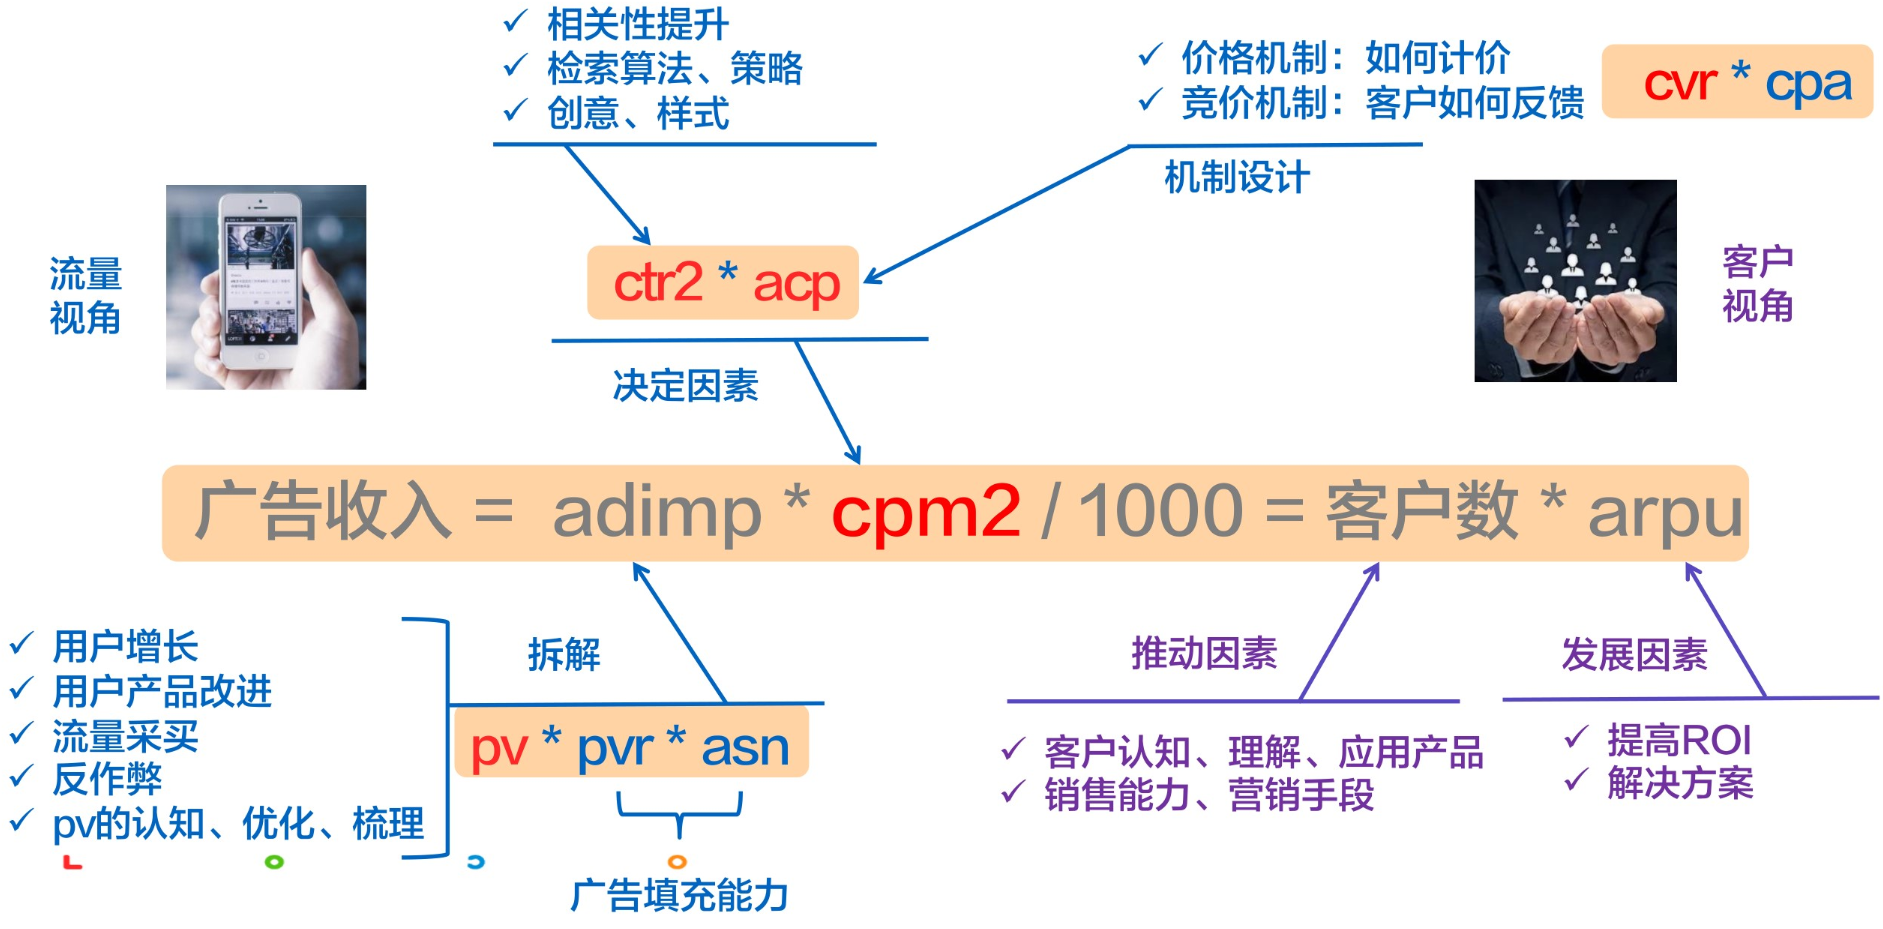 相关性提升
检索算法、策略
创意、样式
价格机制：如何计价
竞价机制：客户如何反馈
cvr * cpa
机制设计
流量
视角
ctr2 * acp
客户
视角
决定因素
广告收入 = adimp * cpm2 / 1000 = 客户数 * arpu
用户增长
用户产品改进
流量采买
反作弊
pv的认知、优化、梳理
拆解
pv * pvr * asn
广告填充能力
推动因素
客户认知、理解、应用产品
销售能力、营销手段
发展因素
提高ROI
解决方案